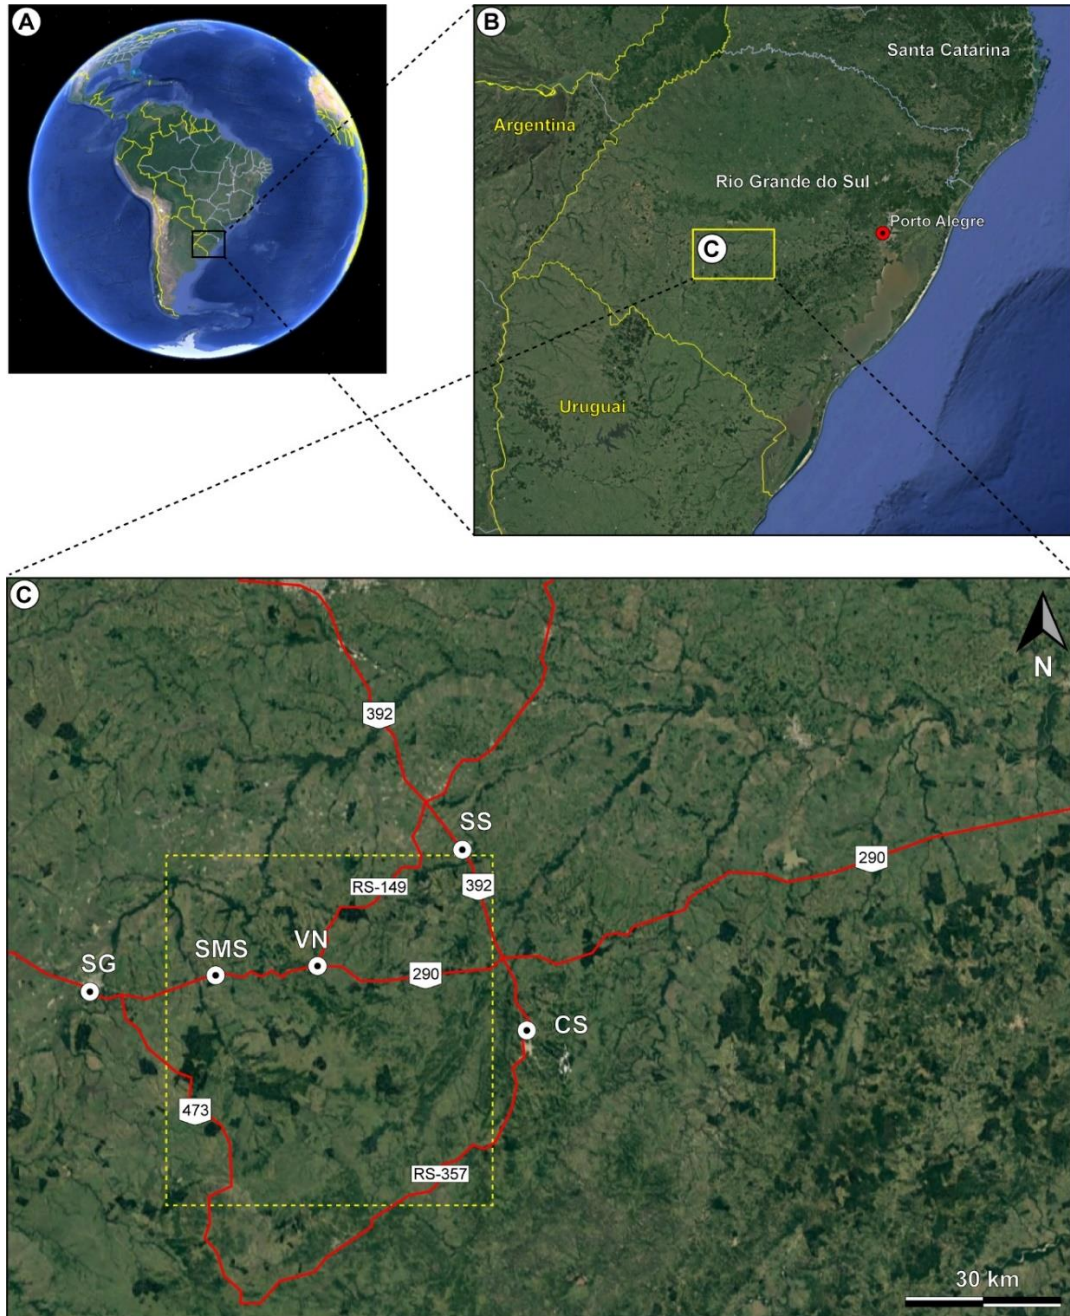 A
B
Santa Catarina
Argentina
Rio Grande do Sul
Porto Alegre
C
Uruguai
C
N
392
SS
290
RS-149
392
VN
SMS
SG
290
CS
473
RS-357
30 km